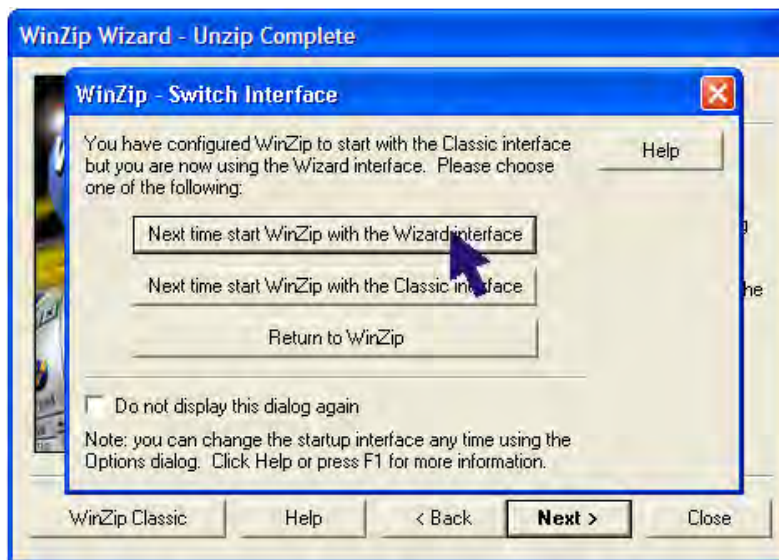 WinZip Wizard - Unzip Complete
WinZip - Switch Interface
You have configured WinZip to start with the Classic interface
but you are now using the Wizard interface. Please choose
one of the following:
Help
Next time start WinZip with the Wizard interface
Next time start WinZip with the Classic interface
Return to WinZip
Do not display this dialog again
Note: you can change the startup interface any time using the
Options dialog. Click Help or press F1 for more information.
WinZip Classic
Help
< Back
Next >
Close